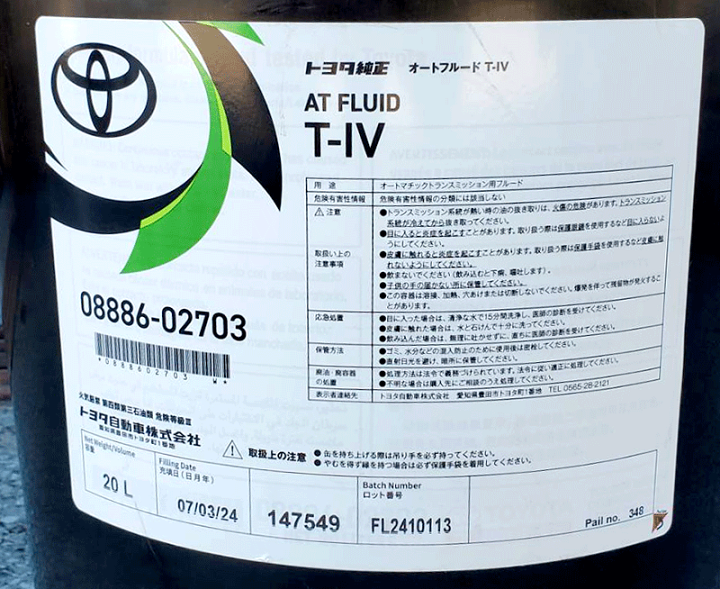 トヨタ純正 オートフルード T-IV
AT FLUID
T-IV
用途 オートマチックトランスミッション用フルード
危険有害性情報 危険有害性情報の分類には該当しない
⚠ 注意
取扱い上の
注意事項
●トランスミッション系統が熱い時の油の抜き取りは、火傷の危険があります。トランスミッション
系統が冷えてから抜き取ってください。
●目に入ると炎症を起こすことがあります。取り扱う際は保護眼鏡を使用するなど目に入らないよ
うにしてください。
●皮膚に触れると炎症を起こすことがあります。取り扱う際は保護手袋を使用するなど皮膚に触
れないようにしてください。
●飲まないでください（飲み込むと下痢、嘔吐します）。
●子供の手の届かない所に保管してください。
●この容器は溶接、加熱、穴あけまたは切断しないでください。爆発を伴って残留物が発火するこ
とがあります。
応急処置 ●目に入った場合は、清浄な水で15分間洗浄し、医師の診断を受けてください。
●皮膚に触れた場合は、水と石けんで十分に洗ってください。
●飲み込んだ場合は、無理に吐かせずに、直ちに医師の診断を受けてください。
保管方法 ●ゴミ、水分などの混入防止のために使用後は密栓してください。
●直射日光を避け、暗所に保管してください。
廃油・廃容器
の処置
●処理方法は法令で義務づけられています。法令に従い適正に処理してください。
●不明な場合は購入先にご相談のうえ処理してください。
表示者連絡先 トヨタ自動車株式会社 愛知県豊田市トヨタ町1番地 TEL 0565-28-2121
08886-02703
*0888602703 W*
火気厳禁 第四類第三石油類 危険等級Ⅲ
トヨタ自動車株式会社
愛知県豊田市トヨタ町1番地
⚠ 取扱上の注意 ●缶を持ち上げる際は吊り手を必ず持ってください。
●やむを得ず縁を持つ場合は必ず保護手袋を着用してください。
Net Weight/Volume
容量
20 L
Filling Date
充填日（日月年）
07/03/24
147549
Batch Number
ロット番号
FL2410113
Pail no. 348